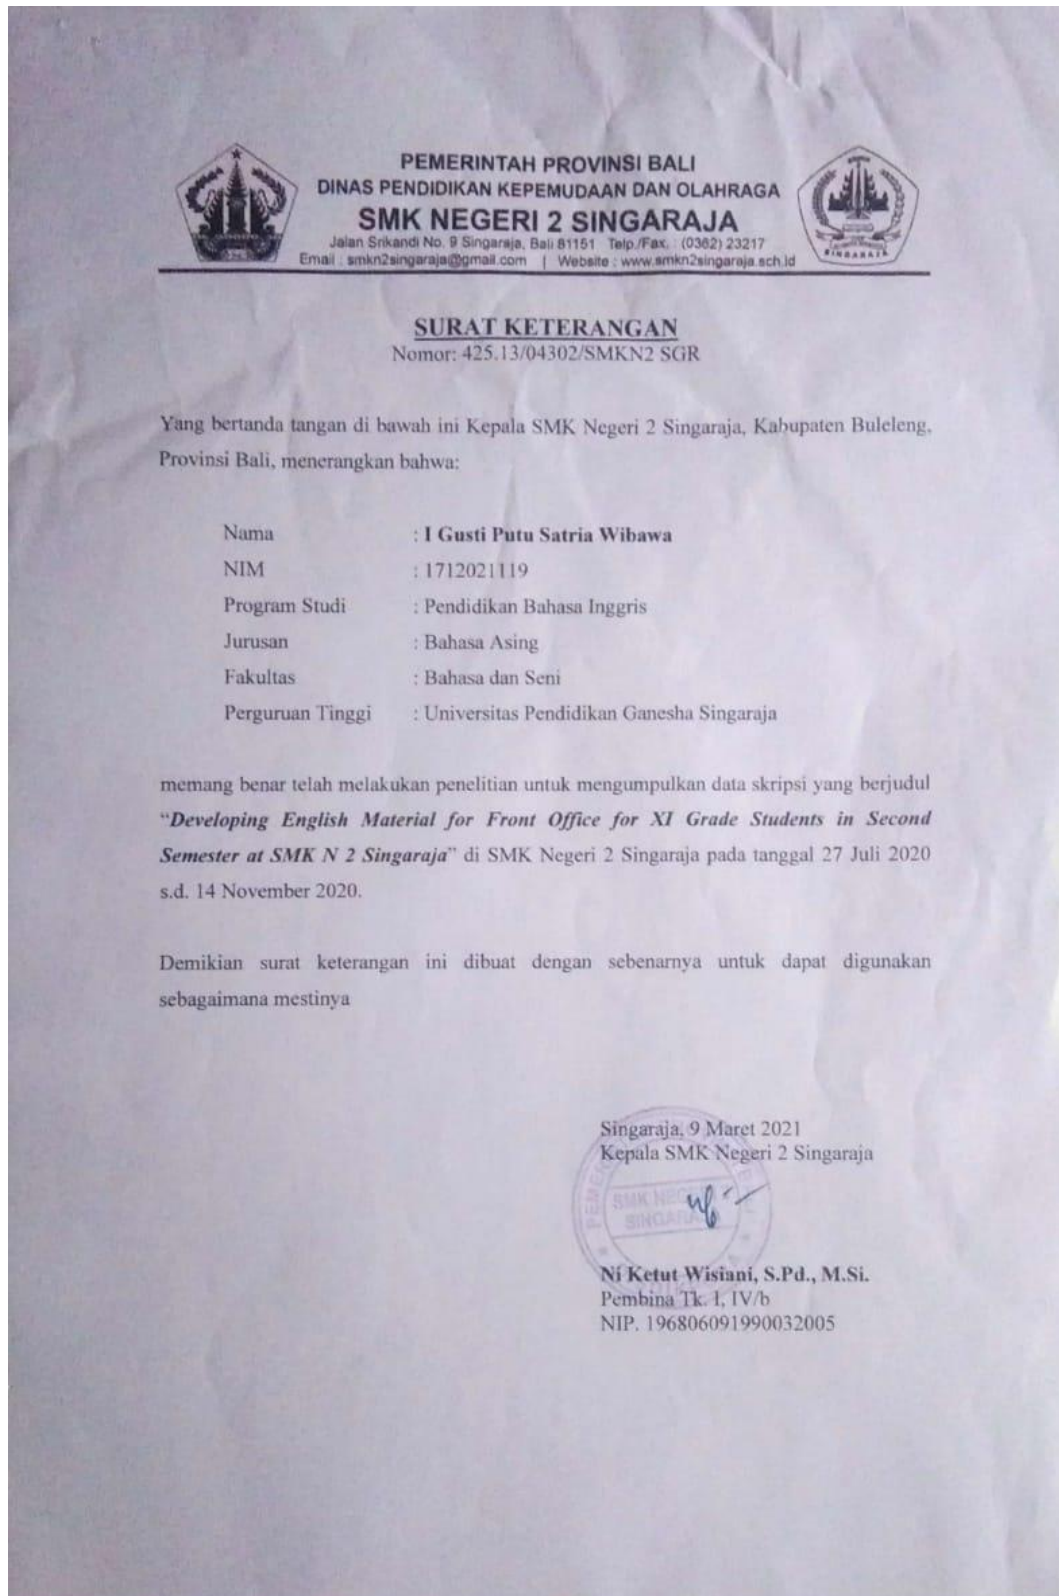 PEMERINTAH PROVINSI BALI
DINAS PENDIDIKAN KEPEMUDAAN DAN OLAHRAGA
SMK NEGERI 2 SINGARAJA
Jalan Srikandi No. 9 Singaraja, Bali 81151 Telp./Fax. : (0362) 23217
Email : smkn2singaraja@gmail.com | Website : www.smkn2singaraja.sch.id
SINGARAJA
SURAT KETERANGAN
Nomor: 425.13/04302/SMKN2 SGR
Yang bertanda tangan di bawah ini Kepala SMK Negeri 2 Singaraja, Kabupaten Buleleng,
Provinsi Bali, menerangkan bahwa:
Nama : I Gusti Putu Satria Wibawa
NIM : 1712021119
Program Studi : Pendidikan Bahasa Inggris
Jurusan : Bahasa Asing
Fakultas : Bahasa dan Seni
Perguruan Tinggi : Universitas Pendidikan Ganesha Singaraja
memang benar telah melakukan penelitian untuk mengumpulkan data skripsi yang berjudul
“Developing English Material for Front Office for XI Grade Students in Second
Semester at SMK N 2 Singaraja” di SMK Negeri 2 Singaraja pada tanggal 27 Juli 2020
s.d. 14 November 2020.
Demikian surat keterangan ini dibuat dengan sebenarnya untuk dapat digunakan
sebagaimana mestinya
Singaraja, 9 Maret 2021
Kepala SMK Negeri 2 Singaraja
SMK NEGERI 2
SINGARAJA
Ni Ketut Wisiani, S.Pd., M.Si.
Pembina Tk. I, IV/b
NIP. 196806091990032005